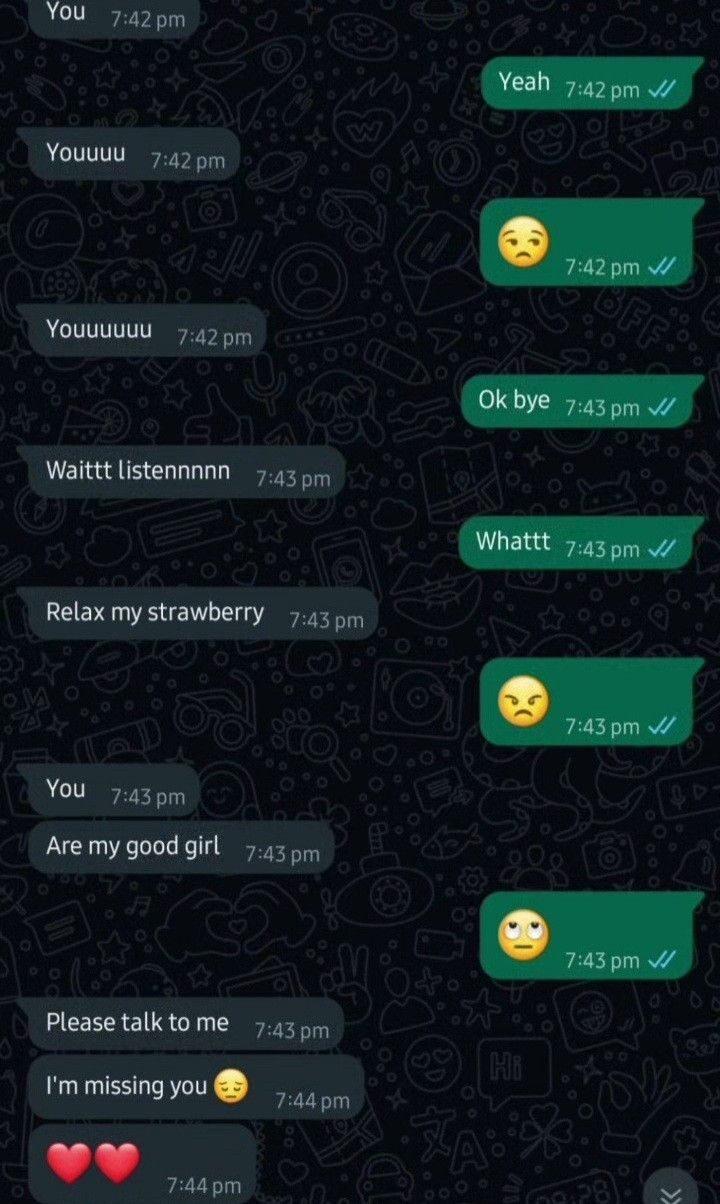 You 7:42 pm
Yeah 7:42 pm
Youuuu 7:42 pm
😒 7:42 pm
Youuuuuu 7:42 pm
Ok bye 7:43 pm
Waittt listennnnn 7:43 pm
Whattt 7:43 pm
Relax my strawberry 7:43 pm
😠 7:43 pm
You 7:43 pm
Are my good girl 7:43 pm
🙄 7:43 pm
Please talk to me 7:43 pm
I'm missing you 😔 7:44 pm
❤️❤️ 7:44 pm